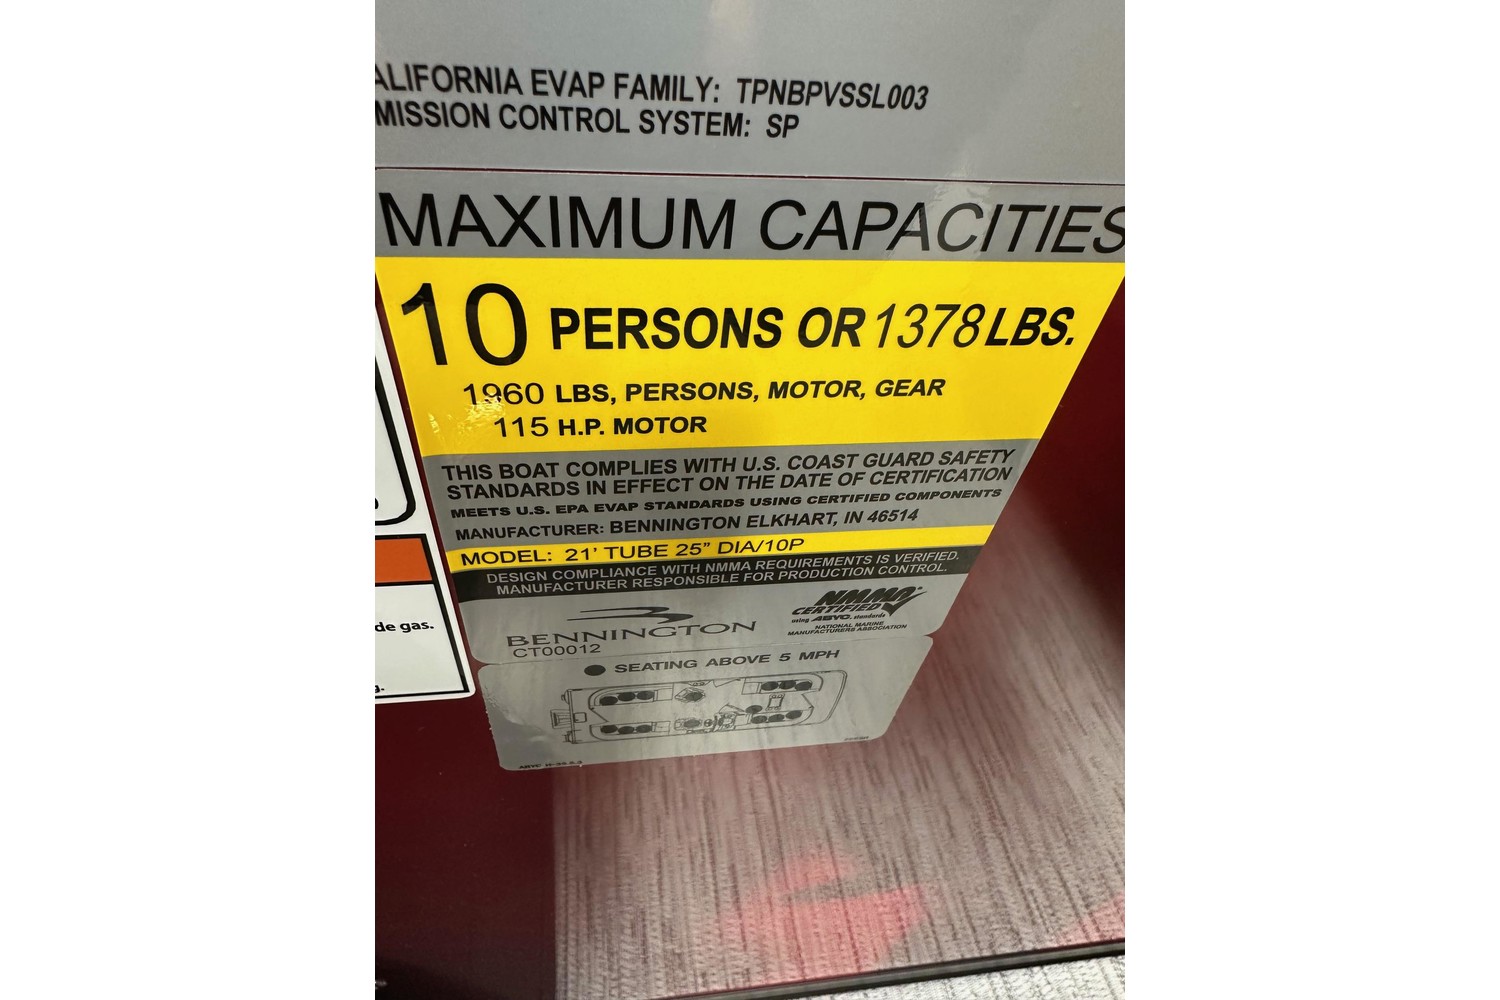 ALIFORNIA EVAP FAMILY: TPNBPVSSL003
MISSION CONTROL SYSTEM: SP
MAXIMUM CAPACITIES
10 PERSONS OR 1378 LBS.
1960 LBS, PERSONS, MOTOR, GEAR
115 H.P. MOTOR
THIS BOAT COMPLIES WITH U.S. COAST GUARD SAFETY
STANDARDS IN EFFECT ON THE DATE OF CERTIFICATION
MEETS U.S. EPA EVAP STANDARDS USING CERTIFIED COMPONENTS
MANUFACTURER: BENNINGTON ELKHART, IN 46514
MODEL: 21' TUBE 25" DIA/10P
DESIGN COMPLIANCE WITH NMMA REQUIREMENTS IS VERIFIED.
MANUFACTURER RESPONSIBLE FOR PRODUCTION CONTROL.
de gas.
BENNINGTON
CT00012
NMMA
CERTIFIED
using ABYC. standards
NATIONAL MARINE
MANUFACTURERS ASSOCIATION
SEATING ABOVE 5 MPH